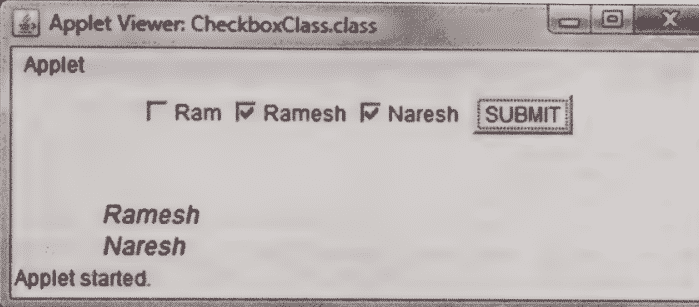 Applet Viewer: CheckboxClass.class
Applet
Ram Ramesh Naresh SUBMIT
Ramesh
Naresh
Applet started.